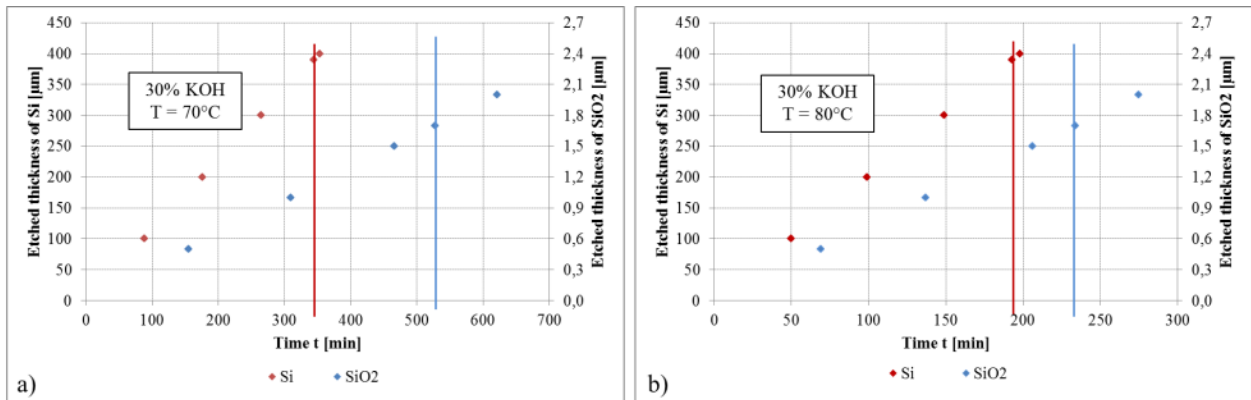 450
400
350
300
250
200
150
100
50
0
Etched thickness of Si [µm]
30% KOH
T = 70°C
2,7
2,4
2,1
1,8
1,5
1,2
0,9
0,6
0,3
0,0
Etched thickness of SiO2 [µm]
0 100 200 300 400 500 600 700
Time t [min]
Si SiO2
a)
450
400
350
300
250
200
150
100
50
0
Etched thickness of Si [µm]
30% KOH
T = 80°C
2,7
2,4
2,1
1,8
1,5
1,2
0,9
0,6
0,3
0,0
Etched thickness of SiO2 [µm]
0 50 100 150 200 250 300
Time t [min]
Si SiO2
b)